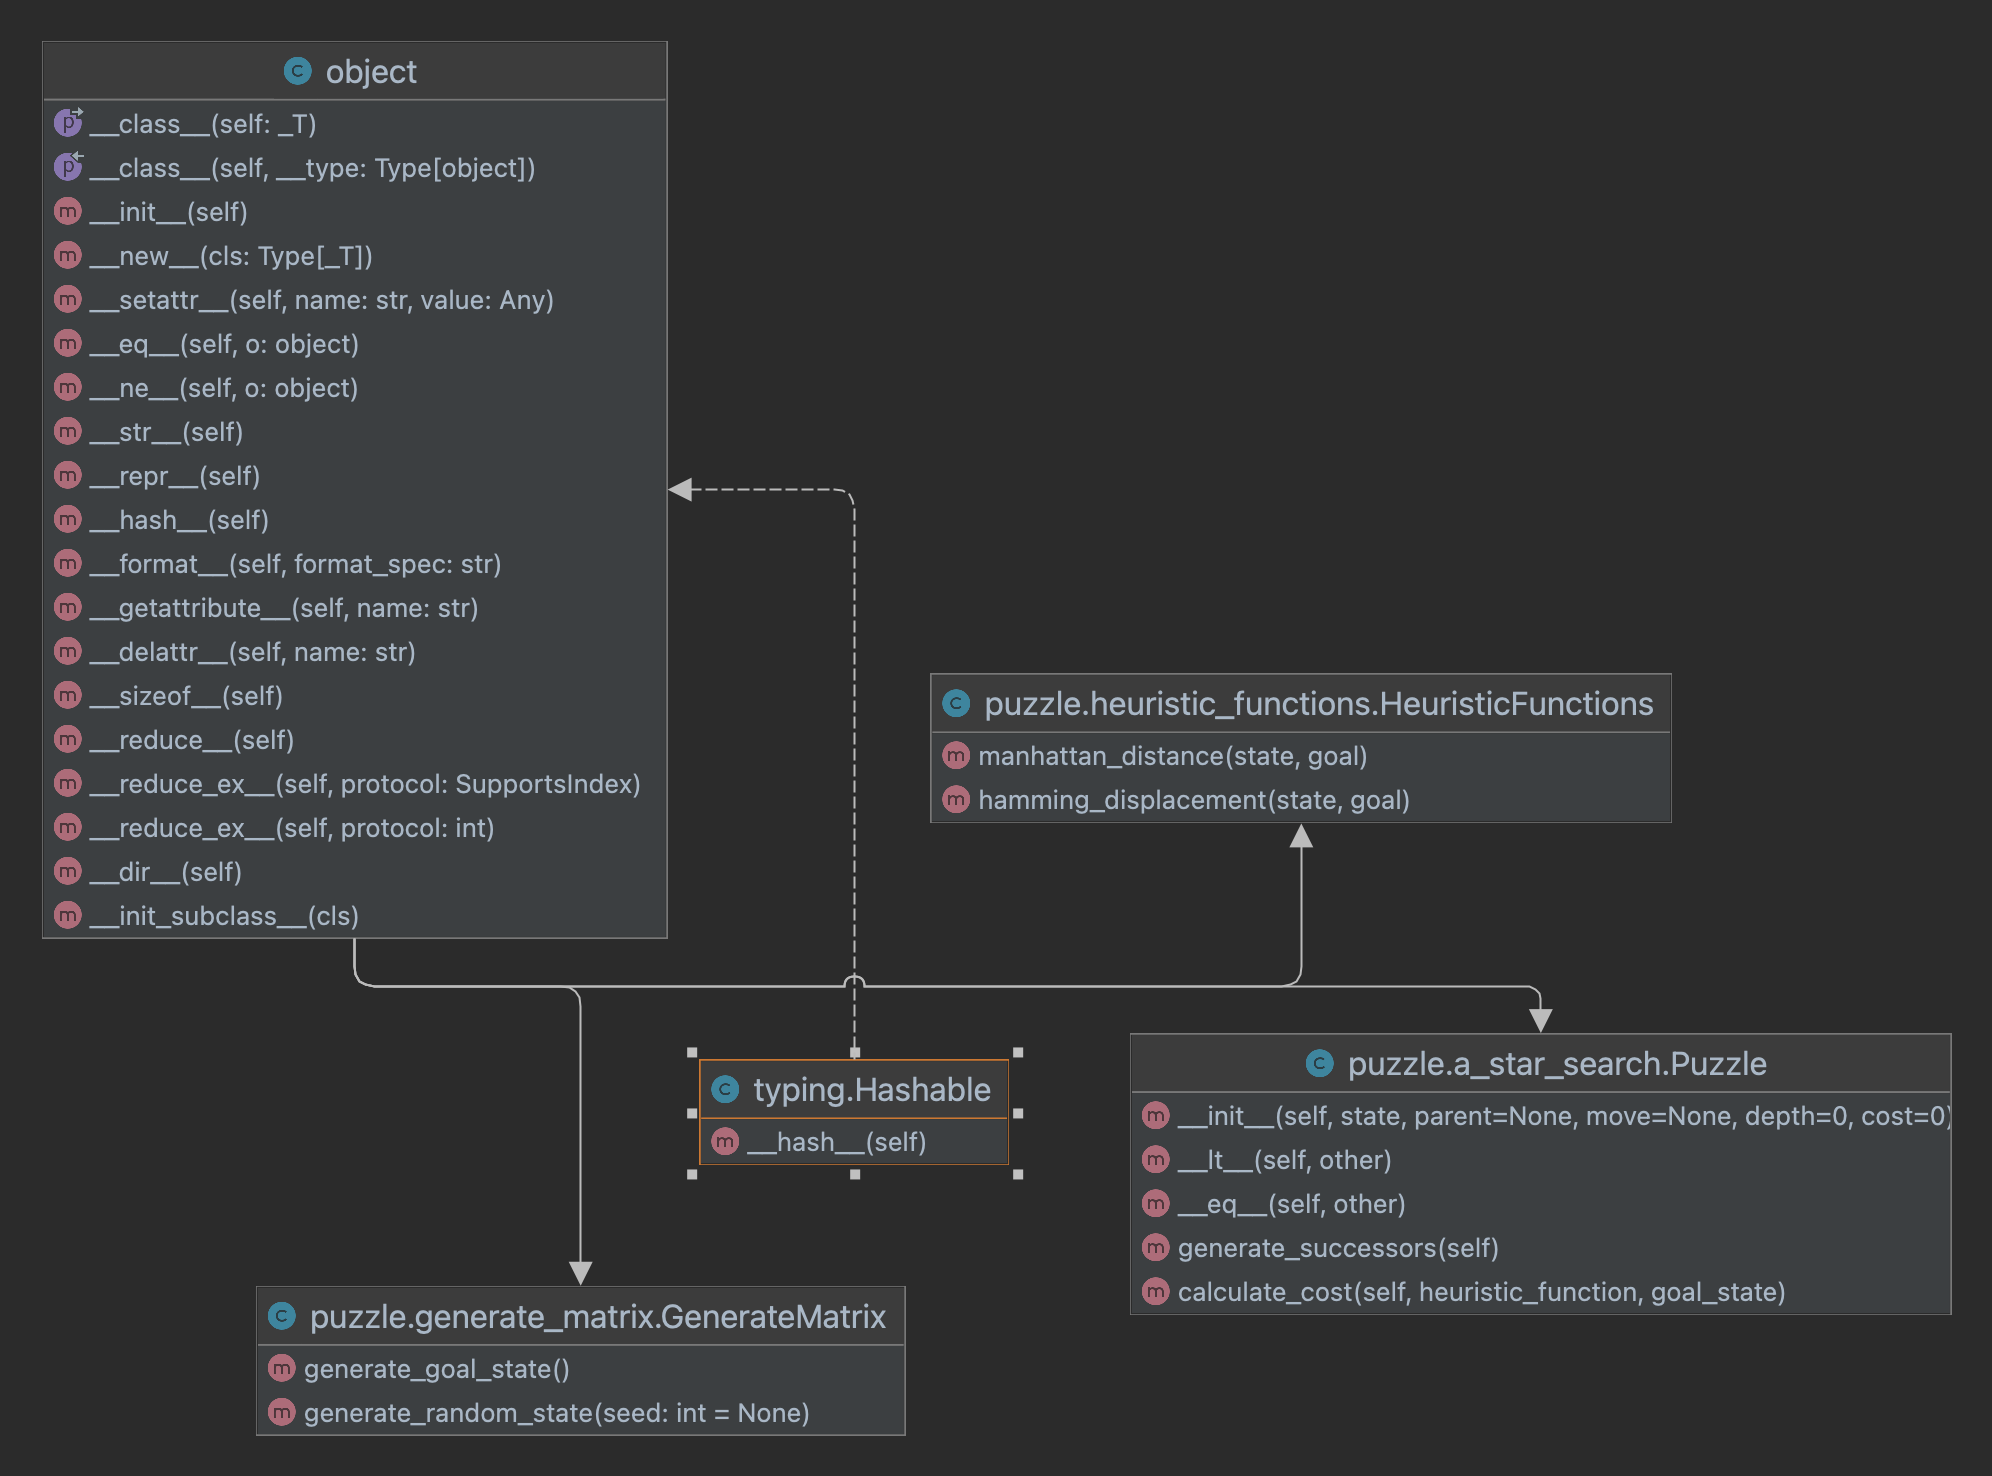 object
__class__(self: _T)
__class__(self, __type: Type[object])
__init__(self)
__new__(cls: Type[_T])
__setattr__(self, name: str, value: Any)
__eq__(self, o: object)
__ne__(self, o: object)
__str__(self)
__repr__(self)
__hash__(self)
__format__(self, format_spec: str)
__getattribute__(self, name: str)
__delattr__(self, name: str)
__sizeof__(self)
__reduce__(self)
__reduce_ex__(self, protocol: SupportsIndex)
__reduce_ex__(self, protocol: int)
__dir__(self)
__init_subclass__(cls)
puzzle.heuristic_functions.HeuristicFunctions
manhattan_distance(state, goal)
hamming_displacement(state, goal)
typing.Hashable
__hash__(self)
puzzle.a_star_search.Puzzle
__init__(self, state, parent=None, move=None, depth=0, cost=0)
__lt__(self, other)
__eq__(self, other)
generate_successors(self)
calculate_cost(self, heuristic_function, goal_state)
puzzle.generate_matrix.GenerateMatrix
generate_goal_state()
generate_random_state(seed: int = None)